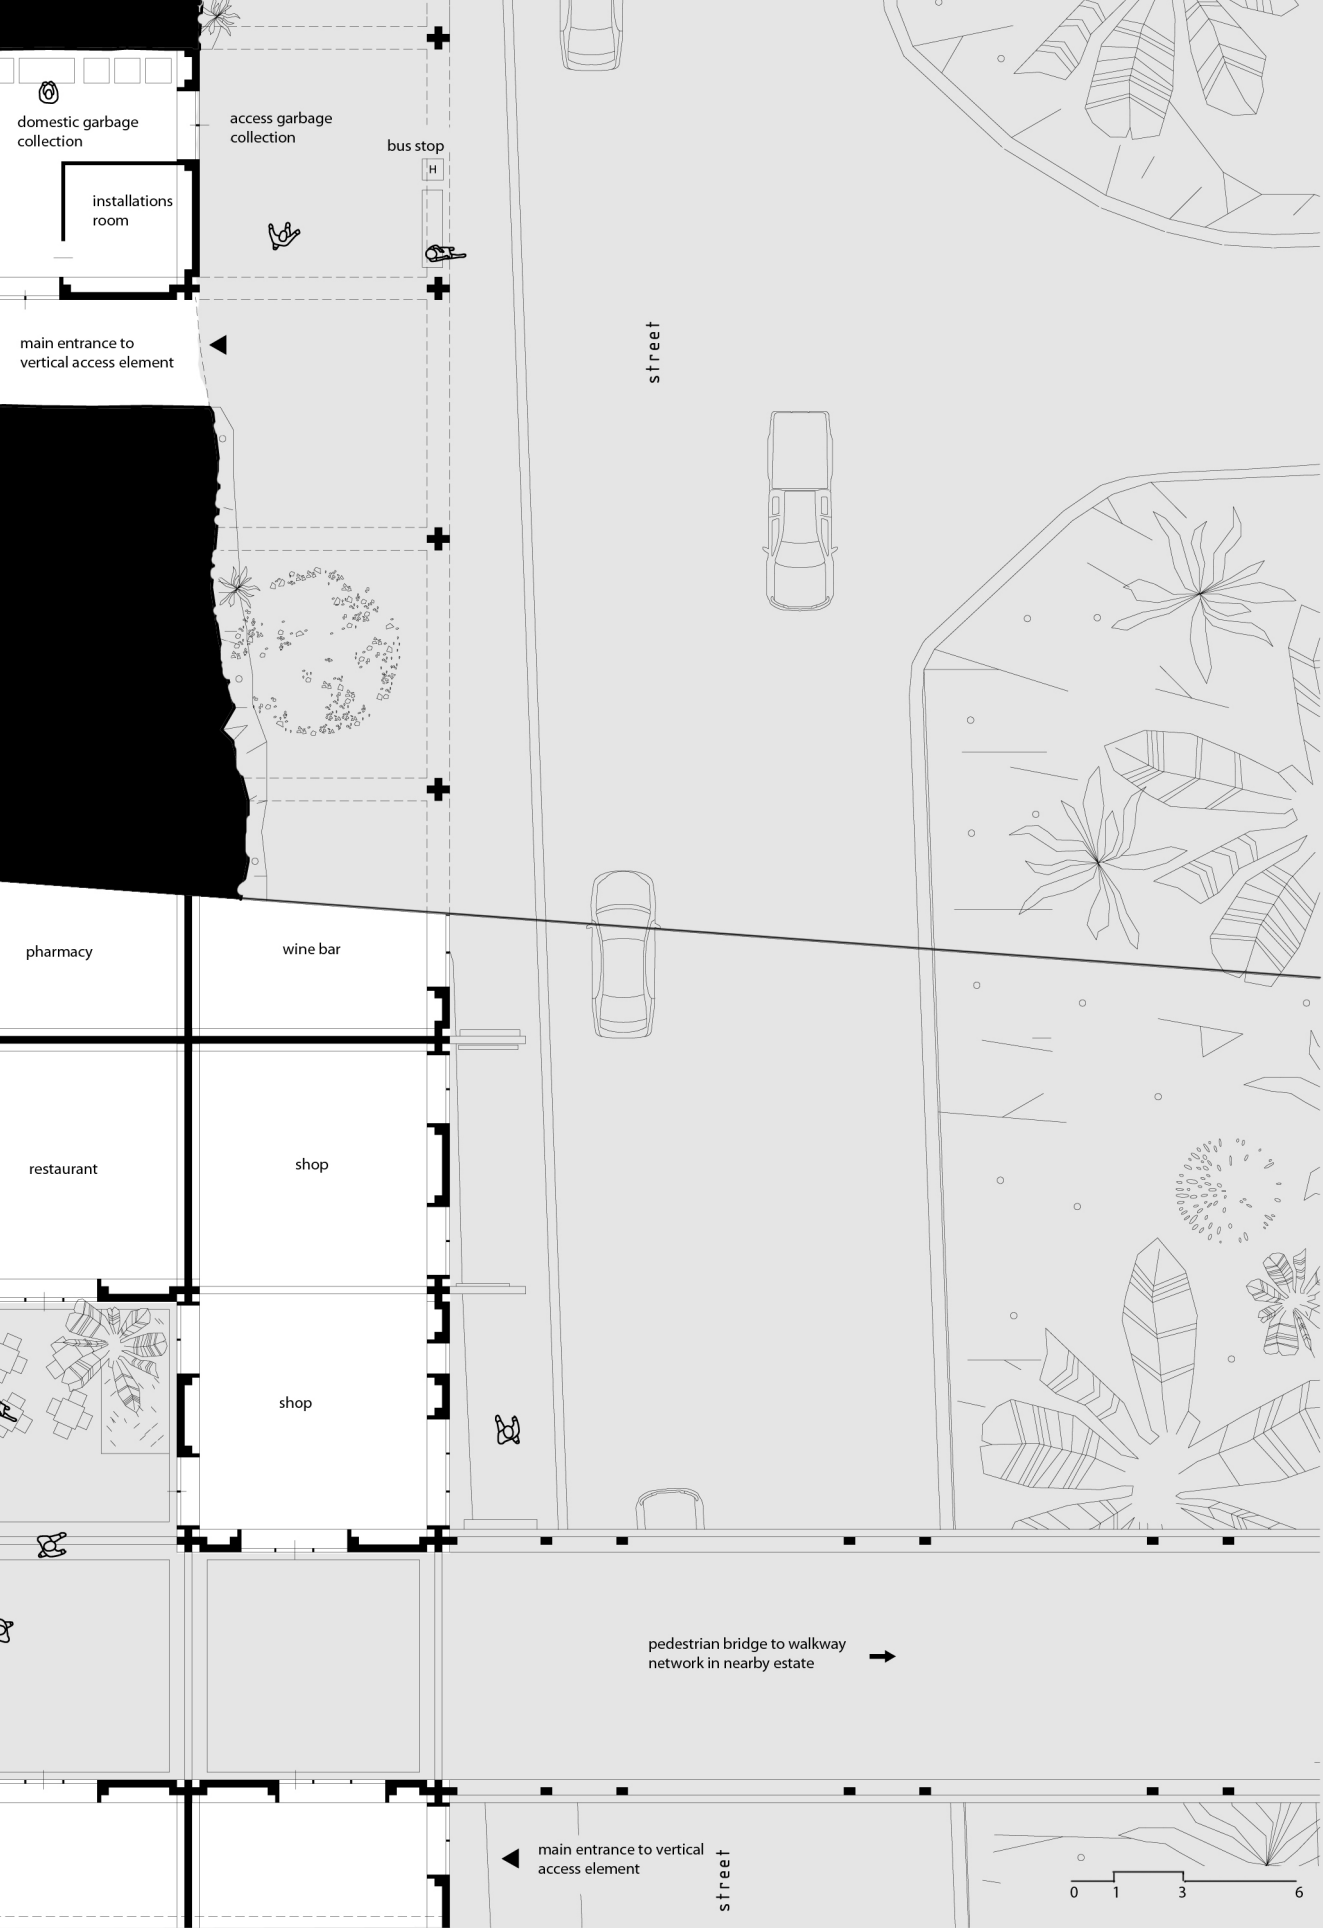 domestic garbage
collection
access garbage
collection
bus stop
H
installations
room
main entrance to
vertical access element
street
pharmacy
wine bar
restaurant
shop
shop
pedestrian bridge to walkway
network in nearby estate
main entrance to vertical
access element
street
0 1 3 6